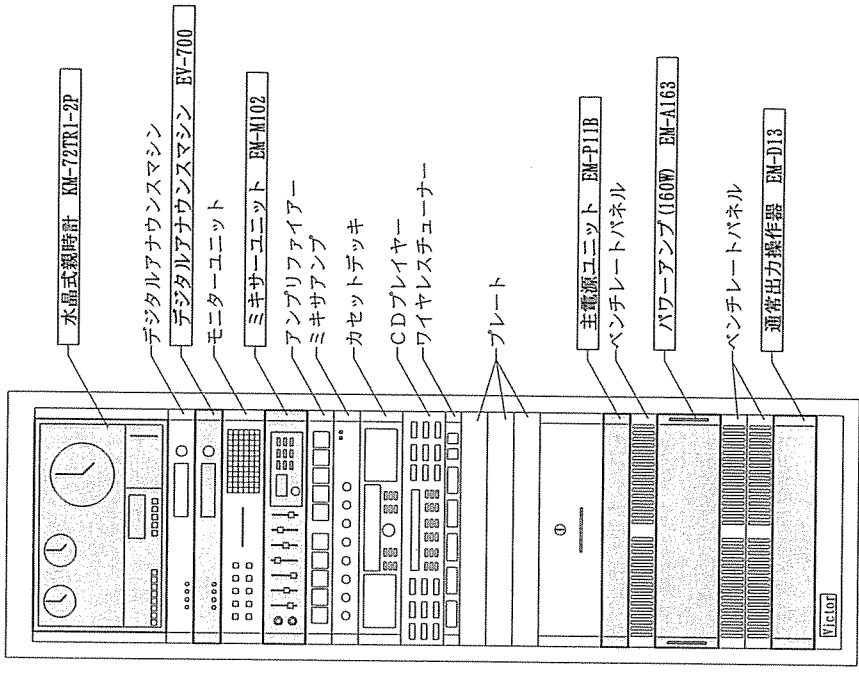 水晶式親時計 KM-72TR1-2P
デジタルアナウンスマシン
デジタルアナウンスマシン EV-700
モニターユニット
ミキサーユニット EM-M102
アンプリファイアー
ミキサアンプ
カセットデッキ
CDプレイヤー
ワイヤレスチューナー
プレート
主電源ユニット EM-P11B
ベンチレートパネル
パワーアンプ(160W) EM-A163
ベンチレートパネル
通常出力操作器 EM-D13
Victor